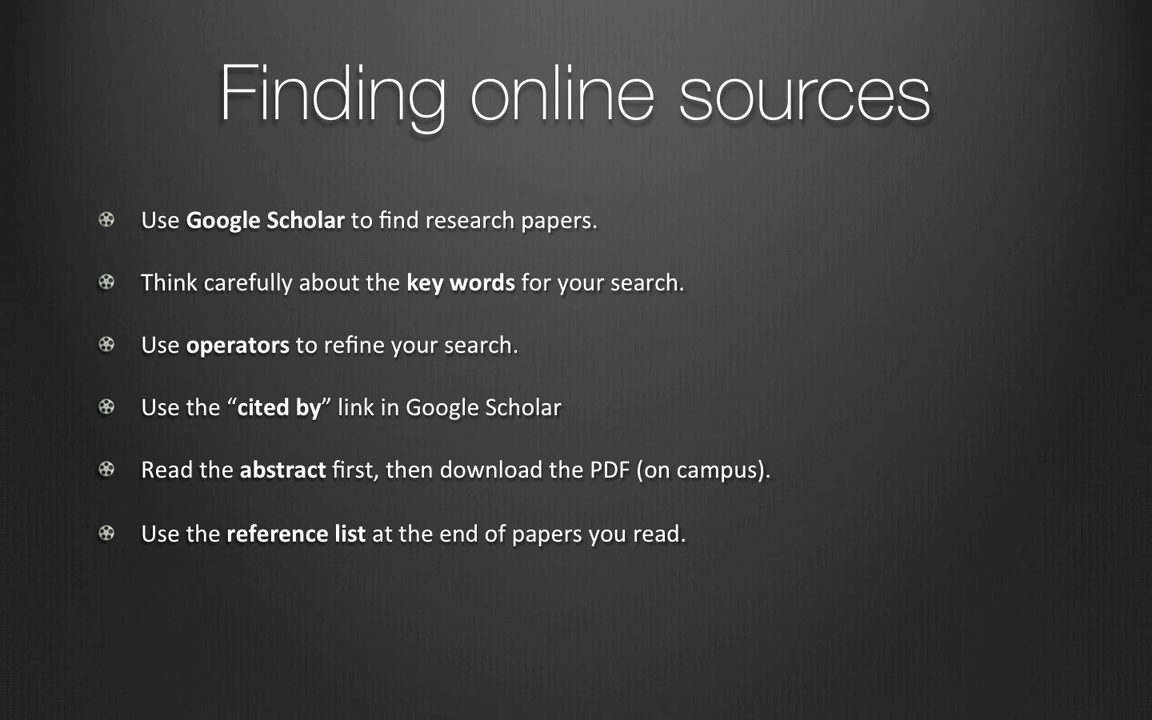 Finding online sources
Use Google Scholar to find research papers.
Think carefully about the key words for your search.
Use operators to refine your search.
Use the “cited by” link in Google Scholar
Read the abstract first, then download the PDF (on campus).
Use the reference list at the end of papers you read.